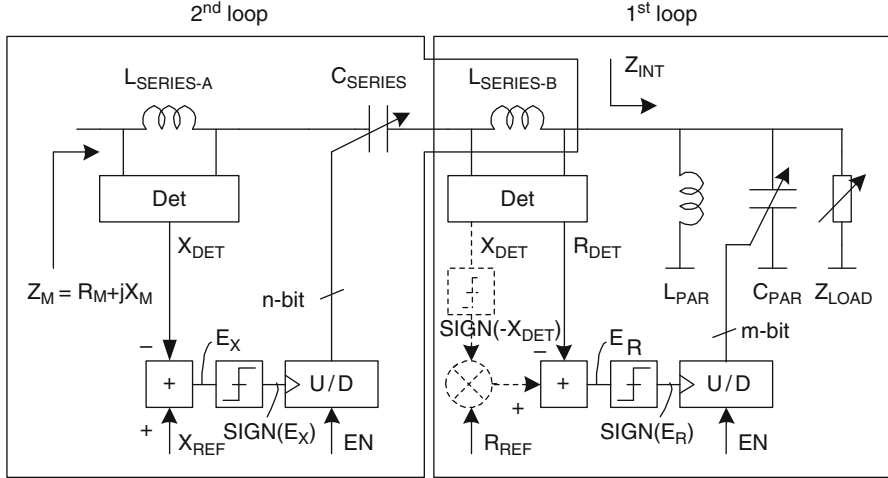 2nd loop
1st loop
LSERIES-A
CSERIES
LSERIES-B
ZINT
Det
Det
XDET
XDET
RDET
ZM = RM+jXM
n-bit
SIGN(-XDET)
LPAR
CPAR
ZLOAD
m-bit
−
EX
−
ER
+
U/D
+
+
U/D
+
XREF
SIGN(EX)
EN
RREF
SIGN(ER)
EN